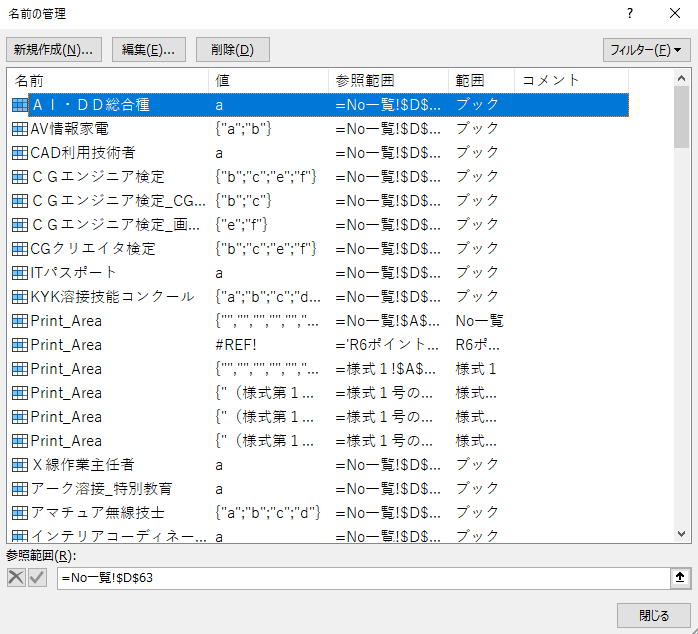 名前の管理
新規作成(N)... 編集(E)... 削除(D) フィルター(F)
名前 値 参照範囲 範囲 コメント
ＡＩ・ＤＤ総合種 a =No一覧!$D$... ブック
AV情報家電 {"a";"b"} =No一覧!$D$... ブック
CAD利用技術者 a =No一覧!$D$... ブック
ＣＧエンジニア検定 {"b";"c";"e";"f"} =No一覧!$D$... ブック
ＣＧエンジニア検定_CG... {"b";"c"} =No一覧!$D$... ブック
ＣＧエンジニア検定_画... {"e";"f"} =No一覧!$D$... ブック
CGクリエイタ検定 {"b";"c";"e";"f"} =No一覧!$D$... ブック
ITパスポート a =No一覧!$D$... ブック
KYK溶接技能コンクール {"a";"b";"c";"d... =No一覧!$D$... ブック
Print_Area {"","","","","","... =No一覧!$A$... No一覧
Print_Area #REF! ='R6ポイント... R6ポ...
Print_Area {"","","","","","... =様式１!$A$... 様式１
Print_Area {"（様式第１... =様式１号の... 様式...
Print_Area {"（様式第１... =様式１号の... 様式...
Print_Area {"（様式第１... =様式１号の... 様式...
Ｘ線作業主任者 a =No一覧!$D$... ブック
アーク溶接_特別教育 a =No一覧!$D$... ブック
アマチュア無線技士 {"a";"b";"c";"d"} =No一覧!$D$... ブック
インテリアコーディネー... a =No一覧!$D$... ブック
参照範囲(R):
=No一覧!$D$63
閉じる